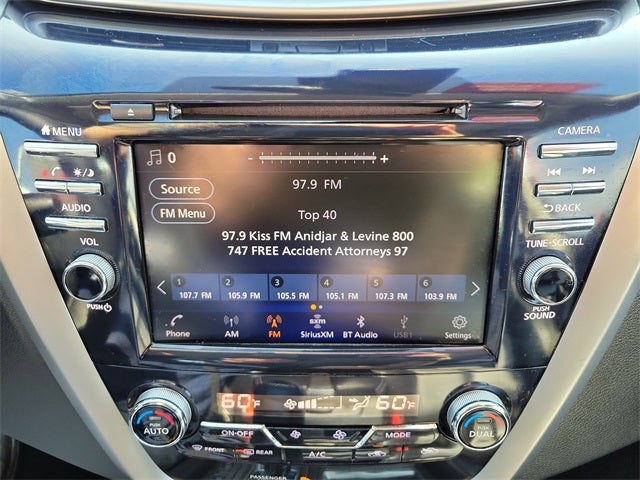 MENU
CAMERA
0
- +
97.9 FM
Source
FM Menu
Top 40
97.9 Kiss FM Anidjar & Levine 800
747 FREE Accident Attorneys 97
1 2 3 4 5 6
107.7 FM 105.9 FM 105.5 FM 105.1 FM 107.3 FM 103.9 FM
sxm
Phone AM FM SiriusXM BT Audio USB1 Settings
AUDIO
BACK
VOL
TUNE·SCROLL
PUSH
PUSH
SOUND
60°F 60°F
PUSH
AUTO
ON·OFF
MODE
PUSH
DUAL
FRONT
REAR
A/C
PASSENGER